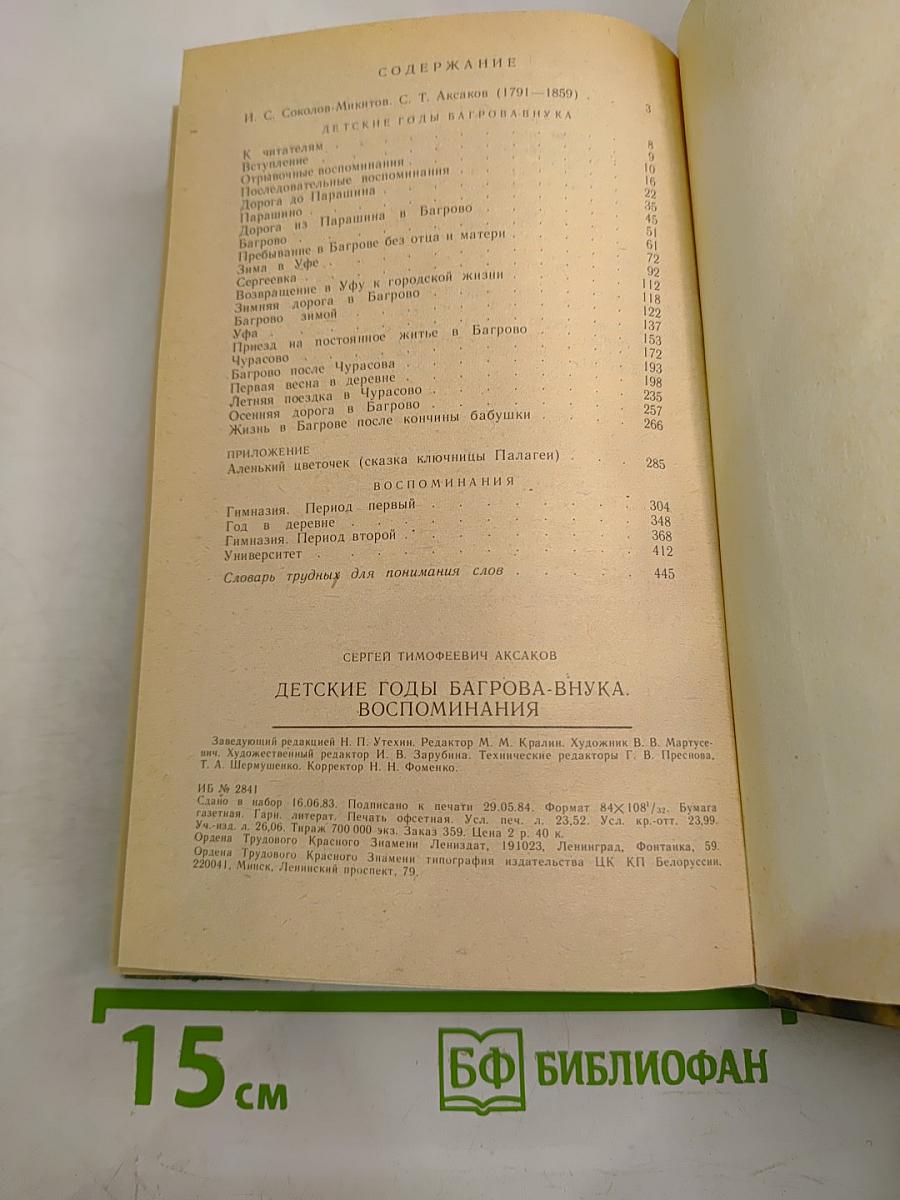 СОДЕРЖАНИЕ
И. С. Соколов-Микитов. С. Т. Аксаков (1791—1859) . 3
ДЕТСКИЕ ГОДЫ БАГРОВА-ВНУКА
К читателям 8
Вступление 9
Отрывочные воспоминания 10
Последовательные воспоминания 16
Дорога до Парашина 22
Парашино 35
Дорога из Парашина в Багрово 45
Багрово 51
Пребывание в Багрове без отца и матери 61
Зима в Уфе 72
Сергеевка 92
Возвращение в Уфу к городской жизни 112
Зимняя дорога в Багрово 118
Багрово зимой 122
Уфа 137
Приезд на постоянное житье в Багрово 153
Чурасово 172
Багрово после Чурасова 193
Первая весна в деревне 198
Летняя поездка в Чурасово 235
Осенняя дорога в Багрово 257
Жизнь в Багрове после кончины бабушки 266
ПРИЛОЖЕНИЕ
Аленький цветочек (сказка ключницы Палагеи) 285
ВОСПОМИНАНИЯ
Гимназия. Период первый 304
Год в деревне 348
Гимназия. Период второй 368
Университет 412
Словарь трудных для понимания слов 445
СЕРГЕЙ ТИМОФЕЕВИЧ АКСАКОВ
ДЕТСКИЕ ГОДЫ БАГРОВА-ВНУКА.
ВОСПОМИНАНИЯ
Заведующий редакцией Н. П. Утехин. Редактор М. М. Кралин. Художник В. В. Мартусе-
вич. Художественный редактор И. В. Зарубина. Технические редакторы Г. В. Преснова,
Т. А. Шермушенко. Корректор Н. Н. Фоменко.
ИБ № 2841
Сдано в набор 16.06.83. Подписано к печати 29.05.84. Формат 84×108¹/₃₂. Бумага
газетная. Гарн. литерат. Печать офсетная. Усл. печ. л. 23,52. Усл. кр.-отт. 23,99.
Уч.-изд. л. 26,06. Тираж 700 000 экз. Заказ 359. Цена 2 р. 40 к.
Ордена Трудового Красного Знамени Лениздат, 191023, Ленинград, Фонтанка, 59.
Ордена Трудового Красного Знамени типография издательства ЦК КП Белоруссии.
220041, Минск, Ленинский проспект, 79.
15 см
БФ БИБЛИОФАН